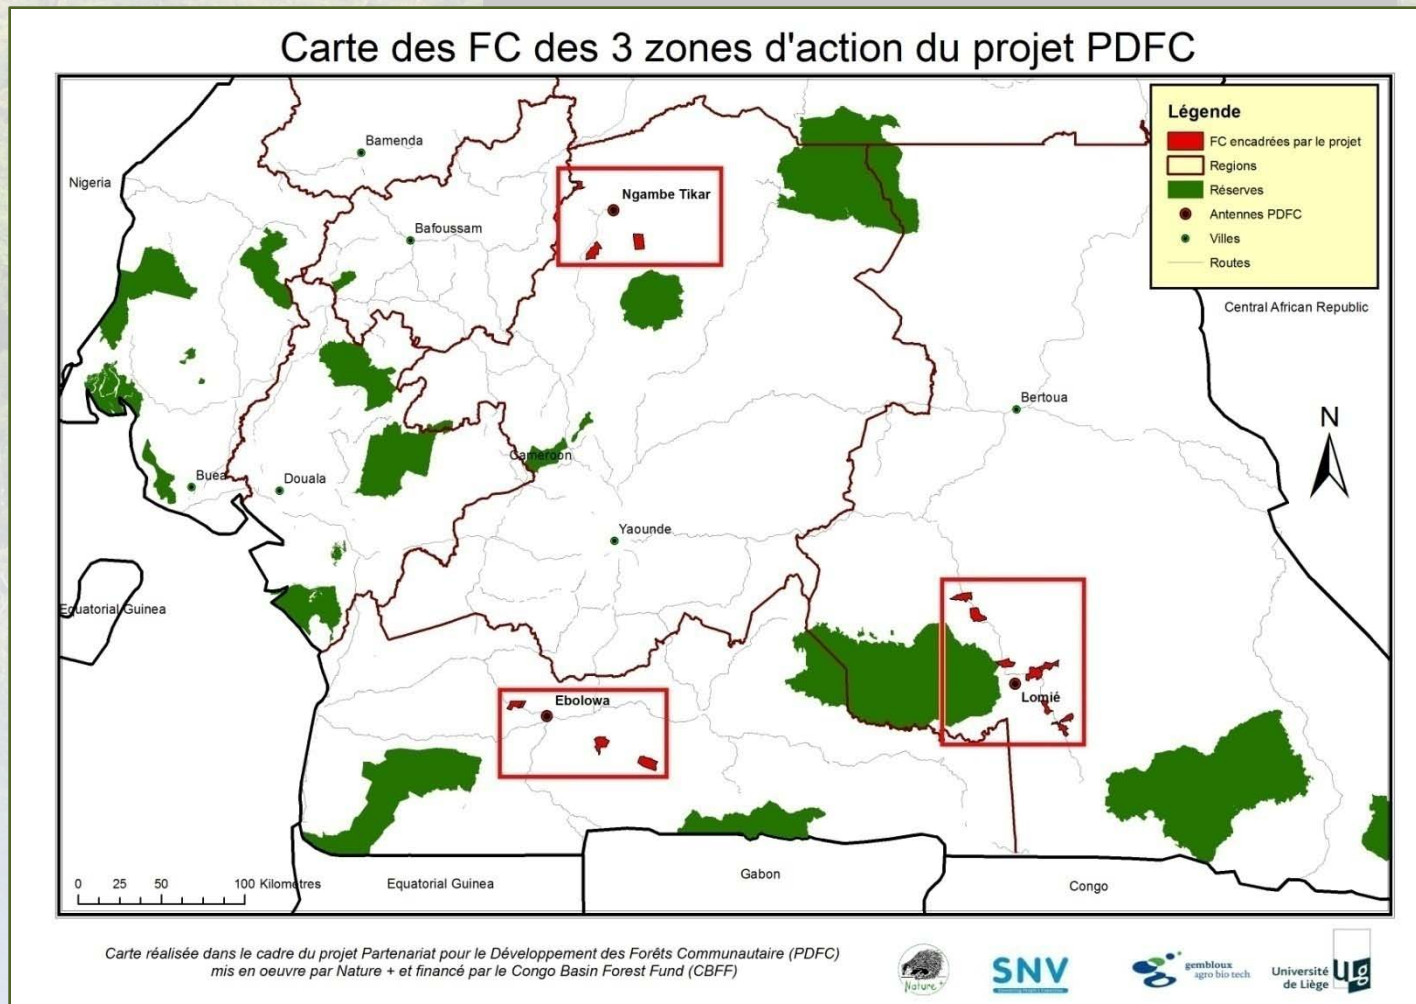 Carte des FC des 3 zones d'action du projet PDFC
Légende
FC encadrées par le projet
Regions
Réserves
Antennes PDFC
Villes
Routes
Bamenda
Nigeria
Ngambe Tikar
Bafoussam
Central African Republic
Bertoua
N
Cameroon
Buea
Douala
Yaounde
Equatorial Guinea
Ebolowa
Lomié
Gabon
Equatorial Guinea
Congo
0 25 50 100 Kilometres
Carte réalisée dans le cadre du projet Partenariat pour le Développement des Forêts Communautaire (PDFC)
mis en oeuvre par Nature + et financé par le Congo Basin Forest Fund (CBFF)
Nature +
SNV
gembloux
agro bio tech
Université
de Liège
Ulg